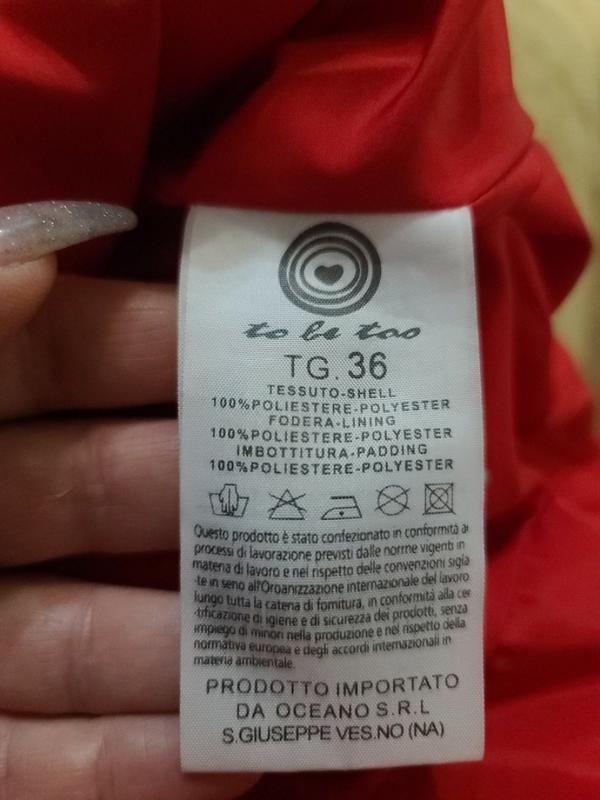 to be too
TG. 36
TESSUTO-SHELL
100%POLIESTERE-POLYESTER
FODERA-LINING
100%POLIESTERE-POLYESTER
IMBOTTITURA-PADDING
100%POLIESTERE-POLYESTER
Questo prodotto è stato confezionato in conformità ai
processi di lavorazione previsti dalle norme vigenti in
materia di lavoro e nel rispetto delle convenzioni sigla
-te in seno all'Oroanizzazione internazionale del lavoro
lungo tutta la catena di fornitura, in conformità alla cer
-tificazione di igiene e di sicurezza dei prodotti, senza
impiego di minori nella produzione e nel rispetto della
normativa europea e degli accordi internazionali in
materia ambientale.
PRODOTTO IMPORTATO
DA OCEANO S.R.L
S.GIUSEPPE VES.NO (NA)